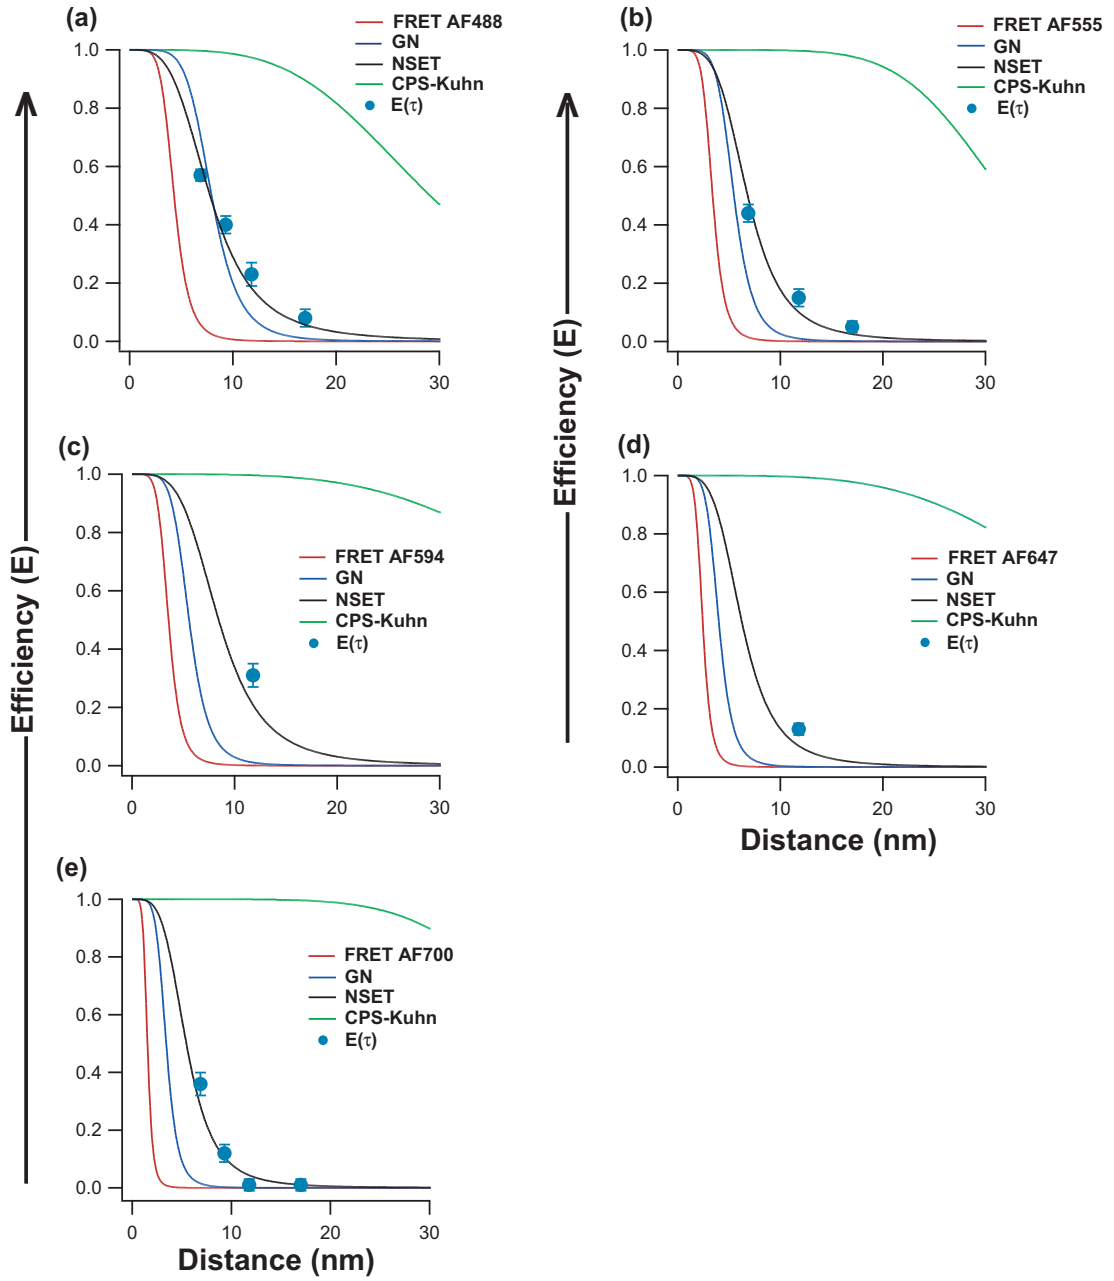 (a)
FRET AF488
GN
NSET
CPS-Kuhn
E(τ)
1.0
0.8
0.6
0.4
0.2
0.0
0 10 20 30
(b)
FRET AF555
GN
NSET
CPS-Kuhn
E(τ)
1.0
0.8
0.6
0.4
0.2
0.0
0 10 20 30
Efficiency (E)
Efficiency (E)
(c)
1.0
0.8
0.6
0.4
0.2
0.0
FRET AF594
GN
NSET
CPS-Kuhn
E(τ)
0 10 20 30
(d)
1.0
0.8
0.6
0.4
0.2
0.0
FRET AF647
GN
NSET
CPS-Kuhn
E(τ)
0 10 20 30
Distance (nm)
(e)
1.0
0.8
0.6
0.4
0.2
0.0
FRET AF700
GN
NSET
CPS-Kuhn
E(τ)
0 10 20 30
Distance (nm)